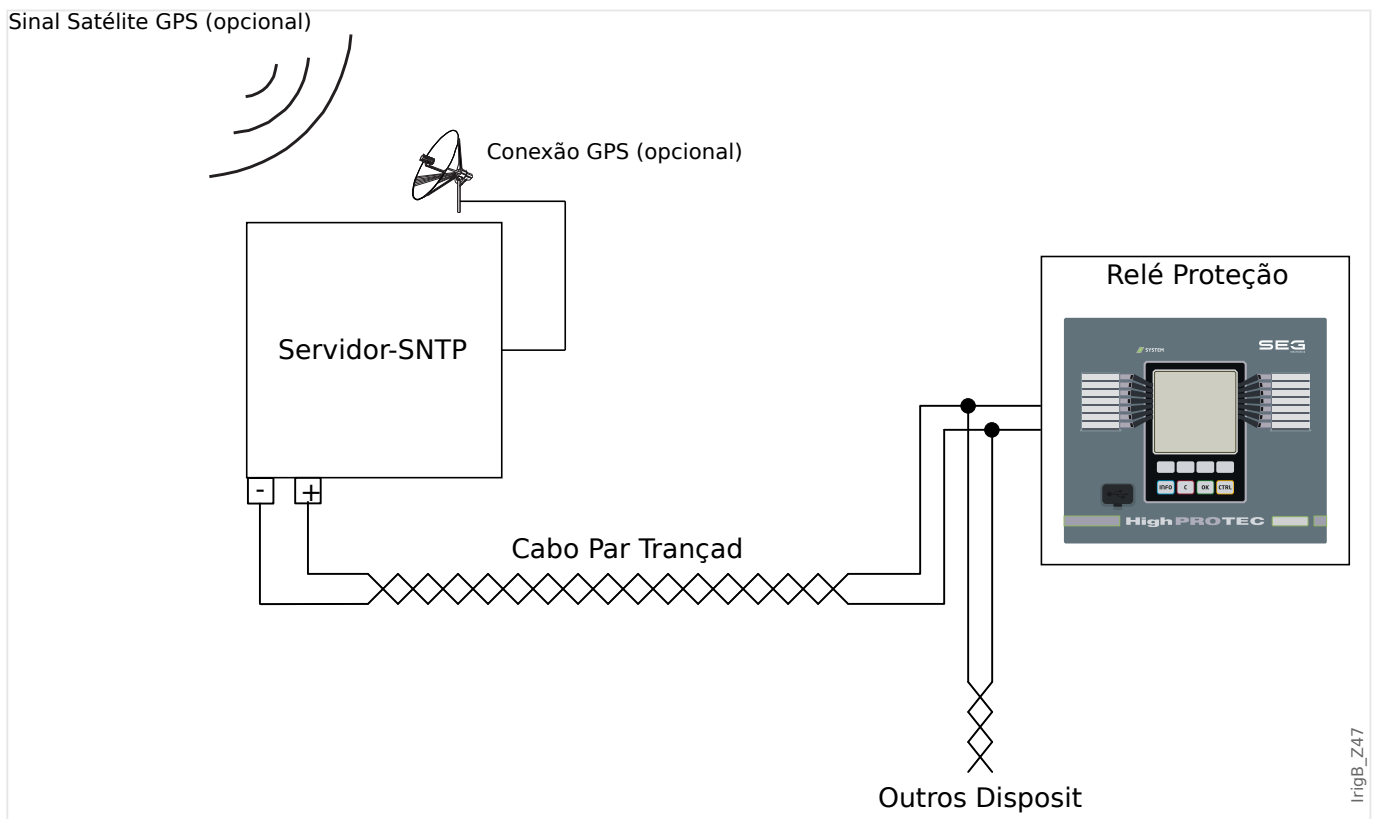 Sinal Satélite GPS (opcional)
Conexão GPS (opcional)
Relé Proteção
SYSTEM
SEG
Servidor-SNTP
INFO C OK CTRL
HighPROTEC
- +
Cabo Par Trançad
Outros Disposit
IrigB_Z47